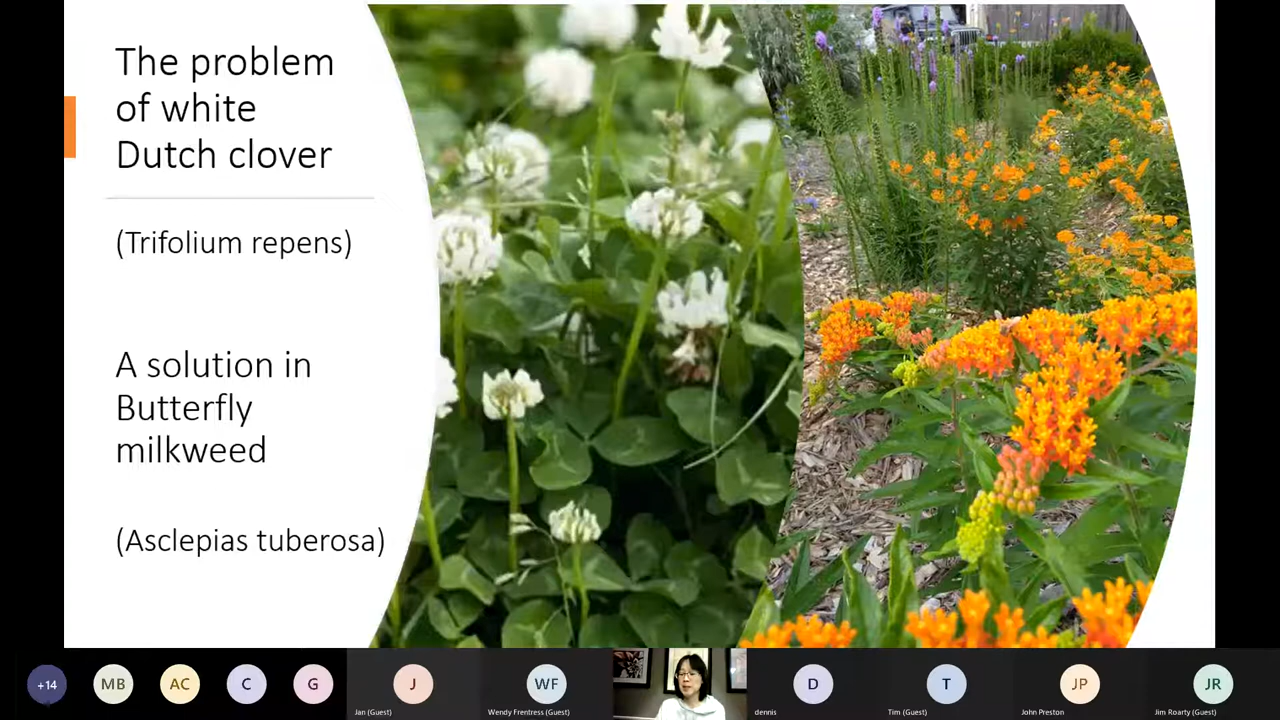 The problem
of white
Dutch clover
(Trifolium repens)
A solution in
Butterfly
milkweed
(Asclepias tuberosa)
+14
MB
AC
C
G
J
Jan (Guest)
WF
Wendy Frentress (Guest)
D
dennis
T
Tim (Guest)
JP
John Preston
JR
Jim Roarty (Guest)